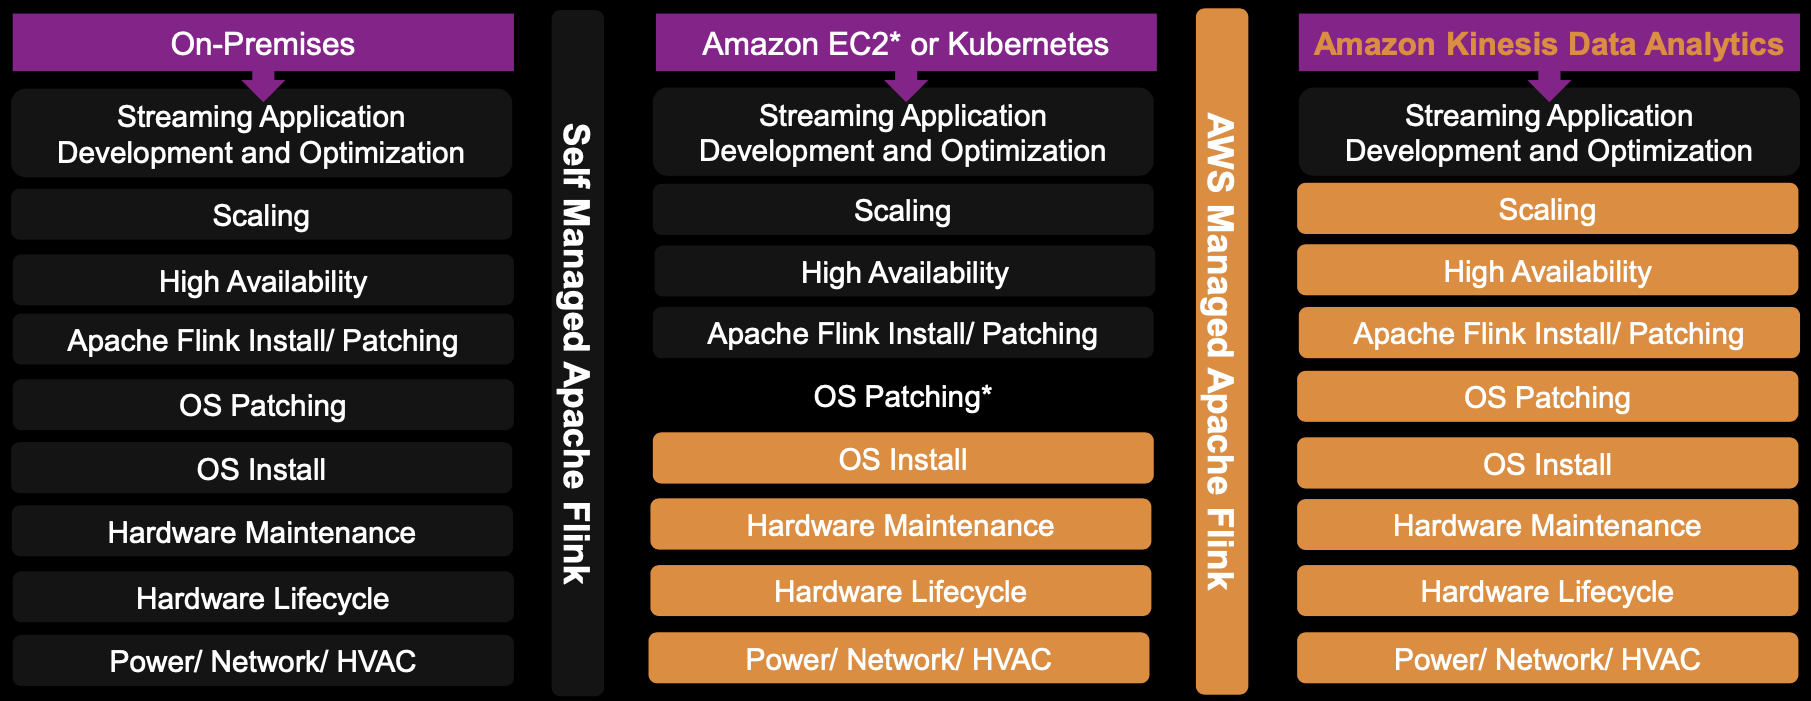 On-Premises
Streaming Application
Development and Optimization
Scaling
High Availability
Apache Flink Install/ Patching
OS Patching
OS Install
Hardware Maintenance
Hardware Lifecycle
Power/ Network/ HVAC
Self Managed Apache Flink
Amazon EC2* or Kubernetes
Streaming Application
Development and Optimization
Scaling
High Availability
Apache Flink Install/ Patching
OS Patching*
OS Install
Hardware Maintenance
Hardware Lifecycle
Power/ Network/ HVAC
AWS Managed Apache Flink
Amazon Kinesis Data Analytics
Streaming Application
Development and Optimization
Scaling
High Availability
Apache Flink Install/ Patching
OS Patching
OS Install
Hardware Maintenance
Hardware Lifecycle
Power/ Network/ HVAC